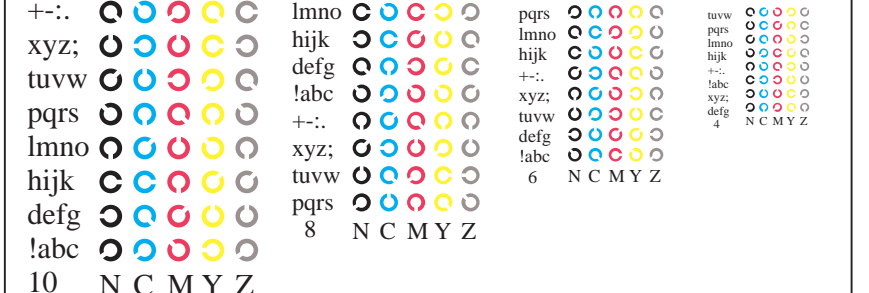 +-:.
xyz;
tuvw
pqrs
lmno
hijk
defg
!abc
10 N C M Y Z
lmno
hijk
defg
!abc
+-:.
xyz;
tuvw
pqrs
8 N C M Y Z
pqrs
lmno
hijk
+-:.
xyz;
tuvw
defg
!abc
6 N C M Y Z
tuvw
pqrs
lmno
hijk
+-:.
!abc
xyz;
defg
4 N C M Y Z